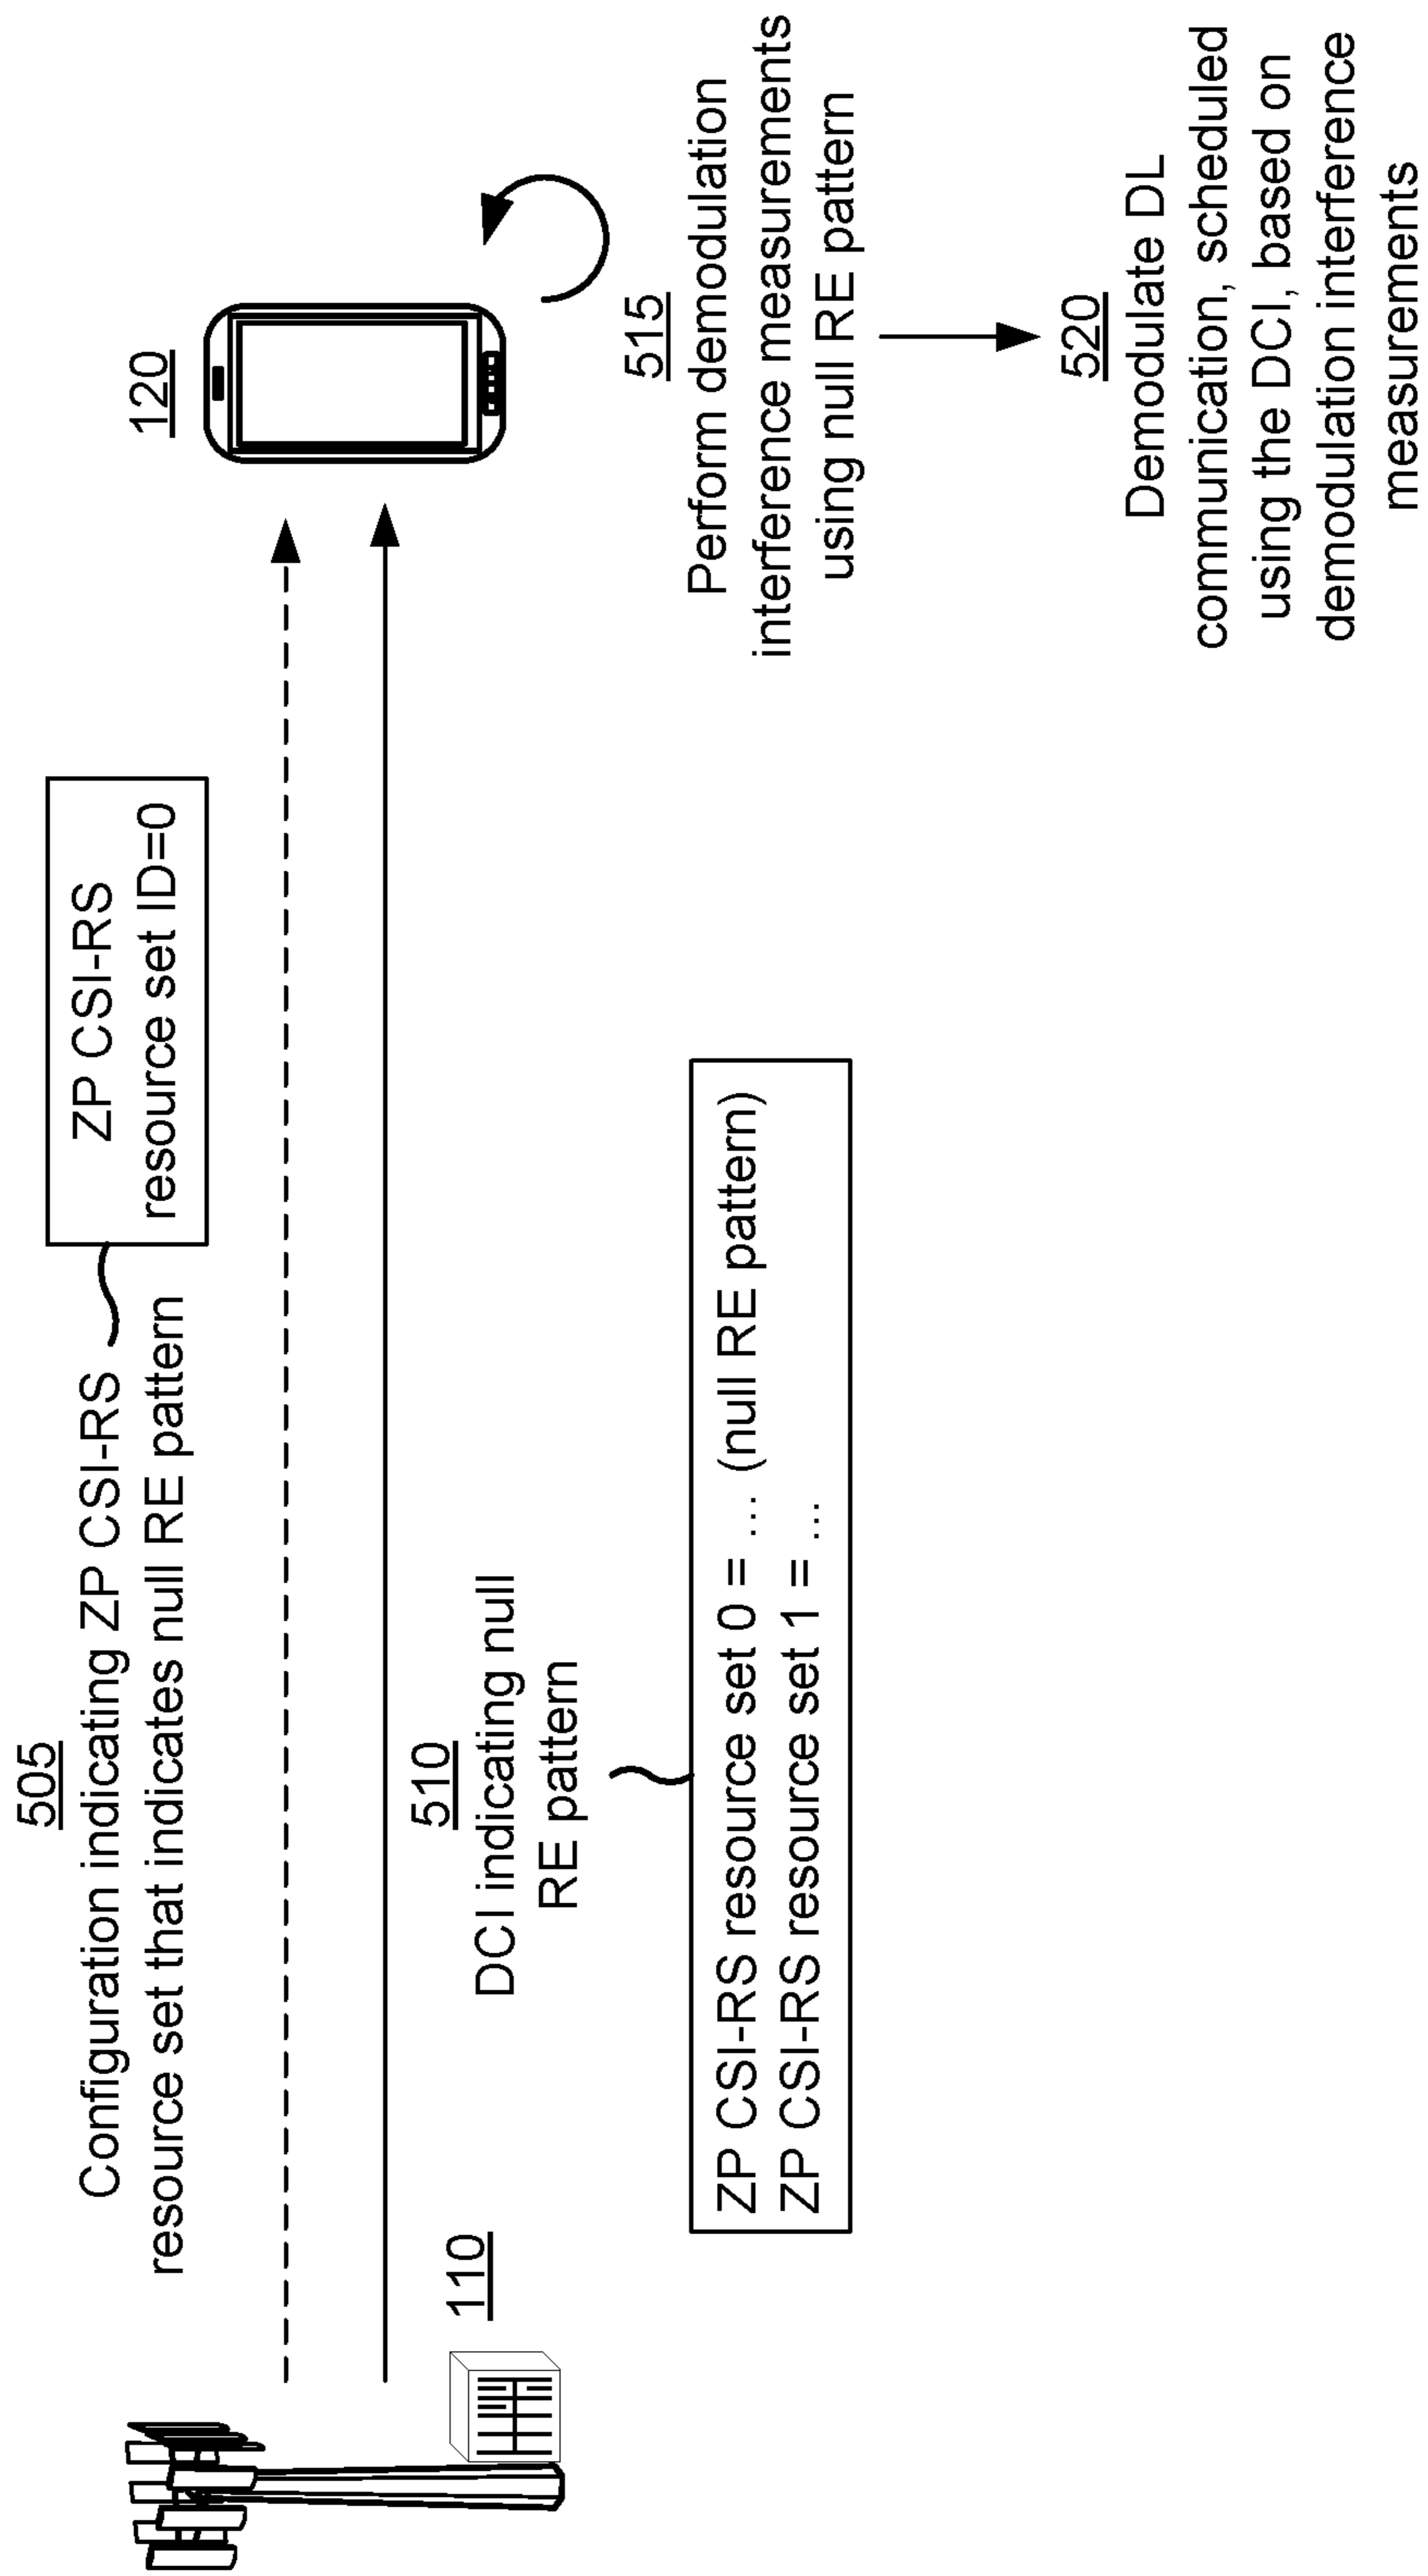 505
Configuration indicating ZP CSI-RS
resource set that indicates null RE pattern
ZP CSI-RS
resource set ID=0
120
110
510
DCI indicating null
RE pattern
ZP CSI-RS resource set 0 = … (null RE pattern)
ZP CSI-RS resource set 1 = …
515
Perform demodulation
interference measurements
using null RE pattern
520
Demodulate DL
communication, scheduled
using the DCI, based on
demodulation interference
measurements